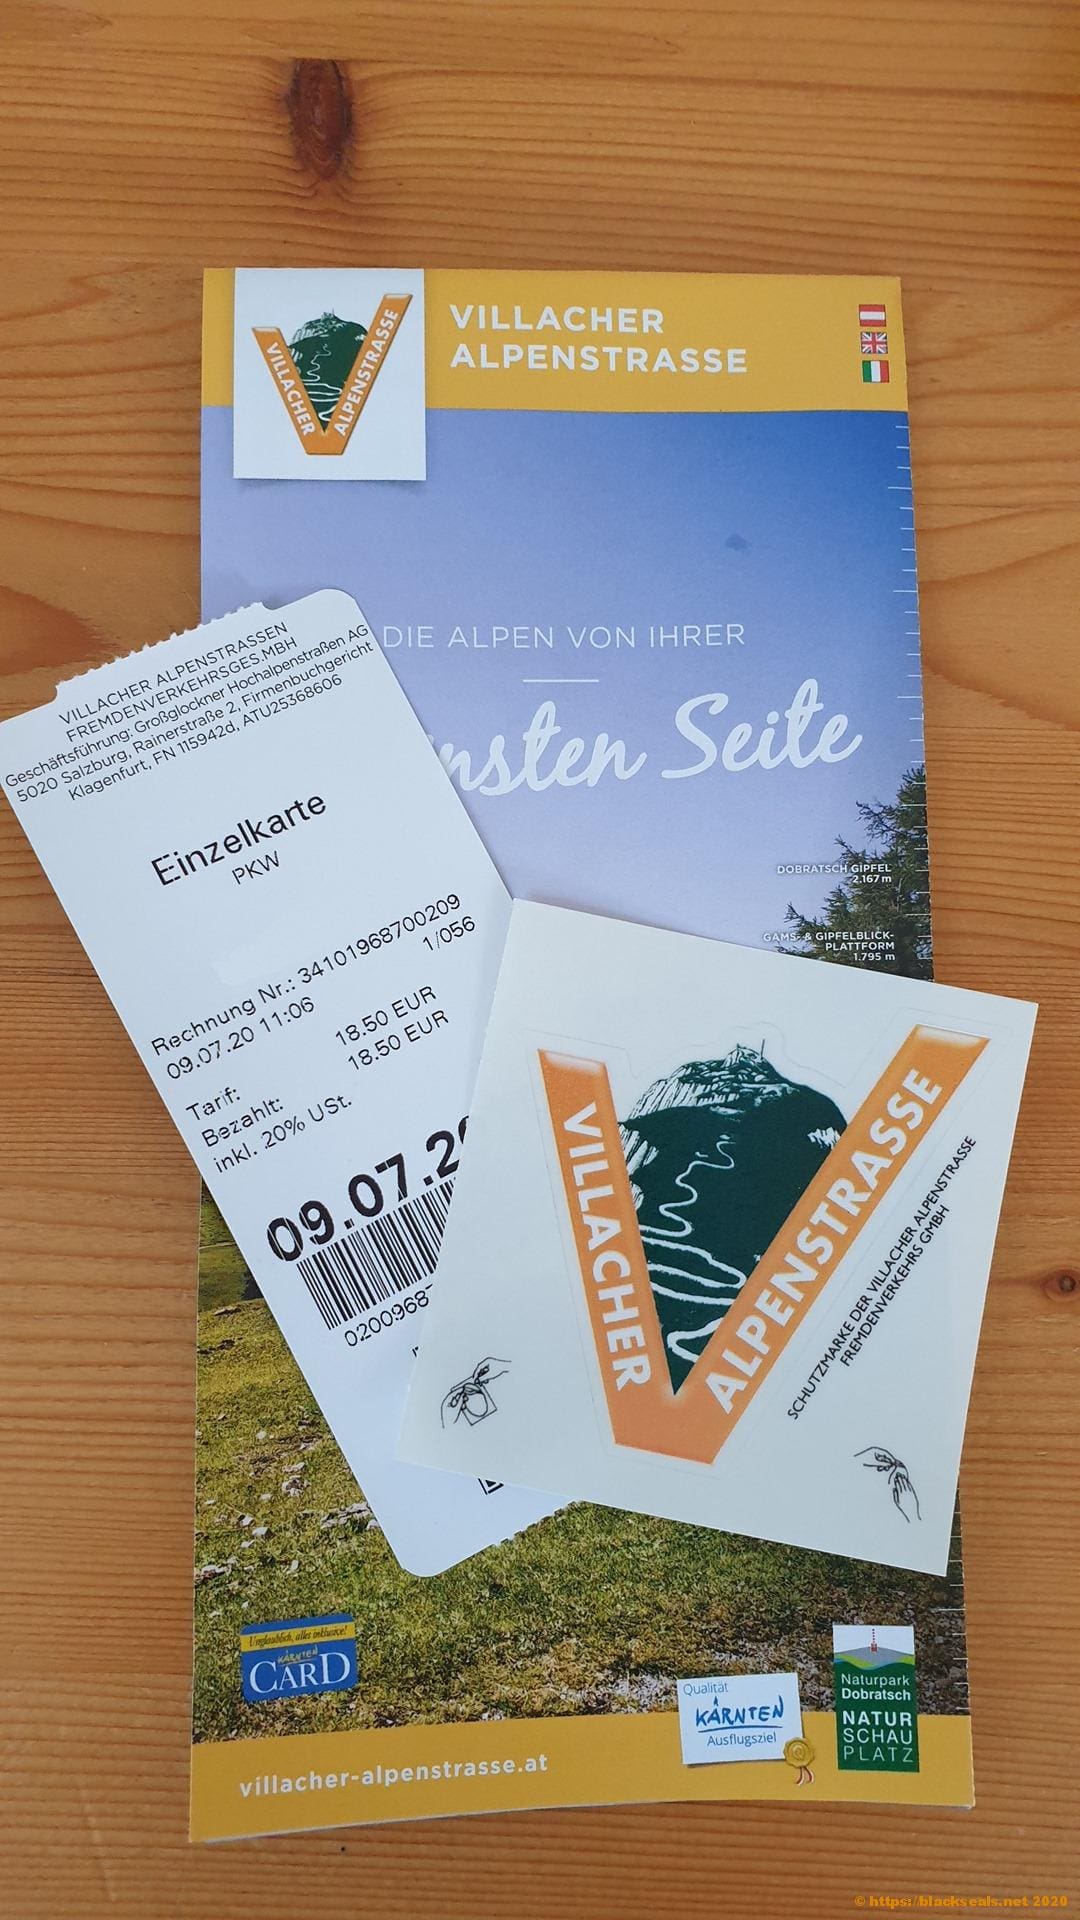 VILLACHER
ALPENSTRASSE
VILLACHER
ALPENSTRASSE
DIE ALPEN VON IHRER
Seite
DOBRATSCH GIPFEL
2.167 m
GAMS- & GIPFELBLICK-
PLATTFORM
1.795 m
VILLACHER ALPENSTRASSEN
FREMDENVERKEHRSGES.MBH
Geschäftsführung: Großglockner Hochalpenstraßen AG
5020 Salzburg, Rainerstraße 2, Firmenbuchgericht
Klagenfurt, FN 115942d, ATU25368606
Einzelkarte
PKW
Rechnung Nr.: 34101968700209
09.07.20 11:06 1/056
Tarif: 18.50 EUR
Bezahlt: 18.50 EUR
inkl. 20% USt.
09.07.2
VILLACHER
ALPENSTRASSE
SCHUTZMARKE DER VILLACHER ALPENSTRASSE
FREMDENVERKEHRS GMBH
Unglaublich, alles inklusive!
KÄRNTEN
CARD
Qualität
KÄRNTEN
Ausflugsziel
Naturpark
Dobratsch
NATUR
SCHAU
PLATZ
villacher-alpenstrasse.at
© https://blackseals.net 2020